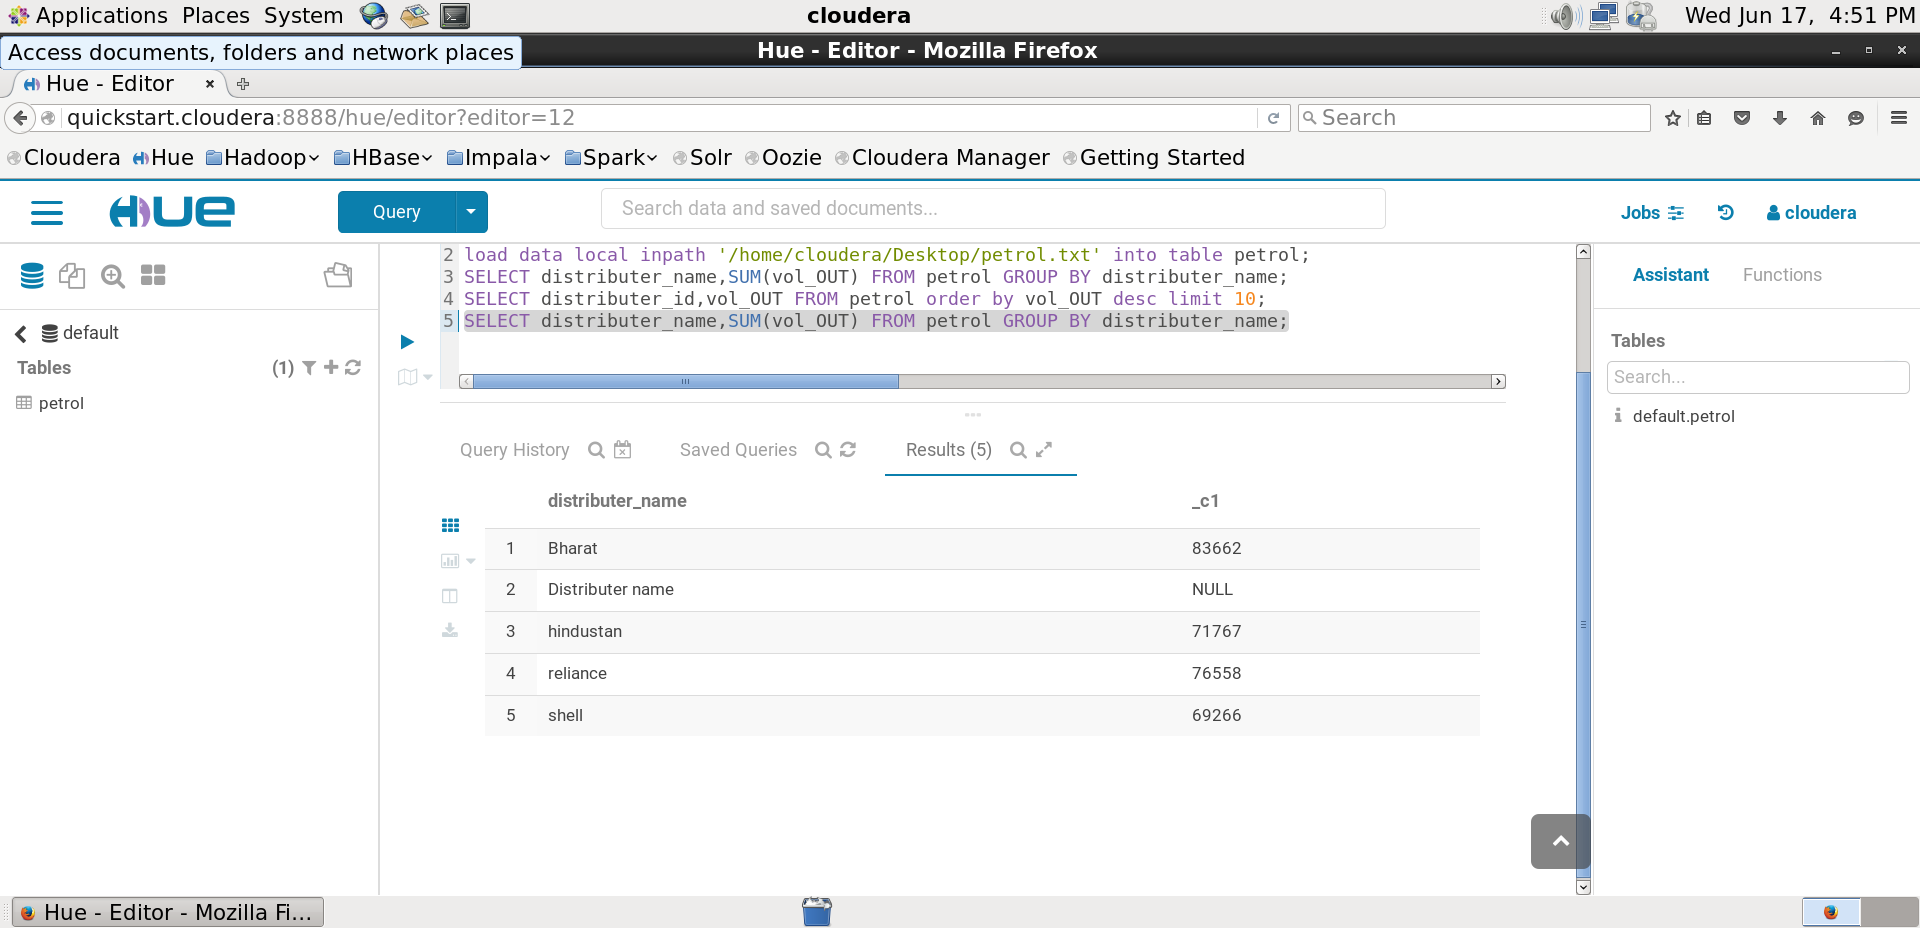 Applications Places System
cloudera
Wed Jun 17, 4:51 PM
Access documents, folders and network places
Hue - Editor - Mozilla Firefox
Hue - Editor
quickstart.cloudera:8888/hue/editor?editor=12
Search
Cloudera Hue Hadoop HBase Impala Spark Solr Oozie Cloudera Manager Getting Started
HUE
Query
Search data and saved documents...
Jobs
cloudera
default
Tables
(1)
petrol
2 load data local inpath '/home/cloudera/Desktop/petrol.txt' into table petrol;
3 SELECT distributer_name,SUM(vol_OUT) FROM petrol GROUP BY distributer_name;
4 SELECT distributer_id,vol_OUT FROM petrol order by vol_OUT desc limit 10;
5 SELECT distributer_name,SUM(vol_OUT) FROM petrol GROUP BY distributer_name;
Query History
Saved Queries
Results (5)
distributer_name _c1
1 Bharat 83662
2 Distributer name NULL
3 hindustan 71767
4 reliance 76558
5 shell 69266
Assistant
Functions
Tables
Search...
default.petrol
Hue - Editor - Mozilla Fi...